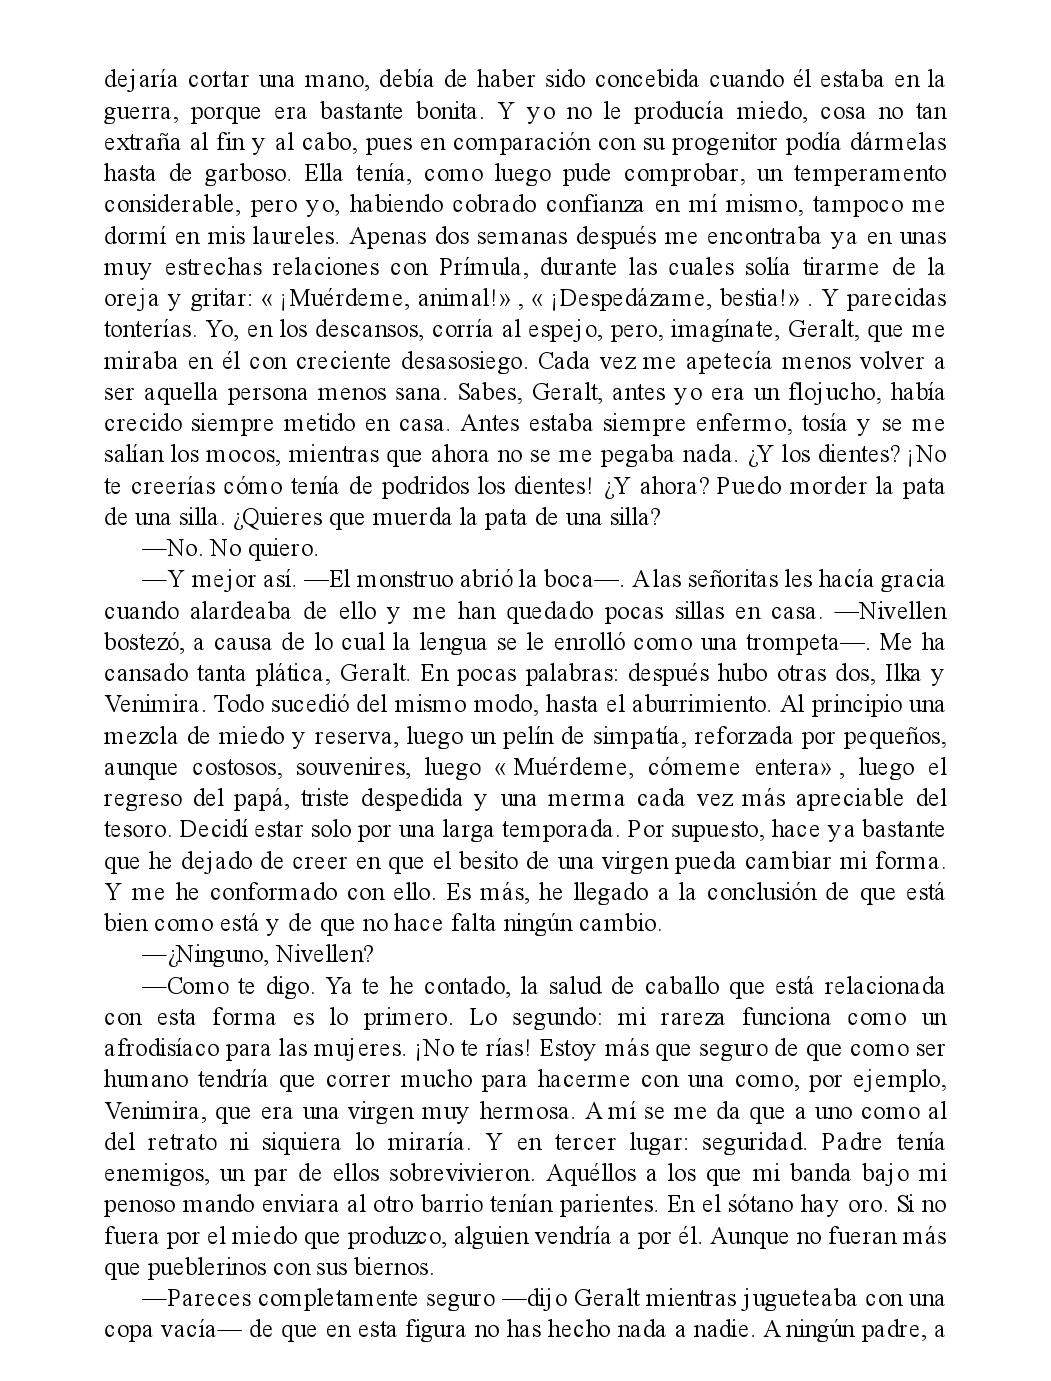 dejaría cortar una mano, debía de haber sido concebida cuando él estaba en la
guerra, porque era bastante bonita. Y yo no le producía miedo, cosa no tan
extraña al fin y al cabo, pues en comparación con su progenitor podía dármelas
hasta de garboso. Ella tenía, como luego pude comprobar, un temperamento
considerable, pero yo, habiendo cobrado confianza en mí mismo, tampoco me
dormí en mis laureles. Apenas dos semanas después me encontraba ya en unas
muy estrechas relaciones con Prímula, durante las cuales solía tirarme de la
oreja y gritar: « ¡Muérdeme, animal!» , « ¡Despedázame, bestia!» . Y parecidas
tonterías. Yo, en los descansos, corría al espejo, pero, imagínate, Geralt, que me
miraba en él con creciente desasosiego. Cada vez me apetecía menos volver a
ser aquella persona menos sana. Sabes, Geralt, antes yo era un flojucho, había
crecido siempre metido en casa. Antes estaba siempre enfermo, tosía y se me
salían los mocos, mientras que ahora no se me pegaba nada. ¿Y los dientes? ¡No
te creerías cómo tenía de podridos los dientes! ¿Y ahora? Puedo morder la pata
de una silla. ¿Quieres que muerda la pata de una silla?
—No. No quiero.
—Y mejor así. —El monstruo abrió la boca—. A las señoritas les hacía gracia
cuando alardeaba de ello y me han quedado pocas sillas en casa. —Nivellen
bostezó, a causa de lo cual la lengua se le enrolló como una trompeta—. Me ha
cansado tanta plática, Geralt. En pocas palabras: después hubo otras dos, Ilka y
Venimira. Todo sucedió del mismo modo, hasta el aburrimiento. Al principio una
mezcla de miedo y reserva, luego un pelín de simpatía, reforzada por pequeños,
aunque costosos, souvenires, luego « Muérdeme, cómeme entera» , luego el
regreso del papá, triste despedida y una merma cada vez más apreciable del
tesoro. Decidí estar solo por una larga temporada. Por supuesto, hace ya bastante
que he dejado de creer en que el besito de una virgen pueda cambiar mi forma.
Y me he conformado con ello. Es más, he llegado a la conclusión de que está
bien como está y de que no hace falta ningún cambio.
—¿Ninguno, Nivellen?
—Como te digo. Ya te he contado, la salud de caballo que está relacionada
con esta forma es lo primero. Lo segundo: mi rareza funciona como un
afrodisíaco para las mujeres. ¡No te rías! Estoy más que seguro de que como ser
humano tendría que correr mucho para hacerme con una como, por ejemplo,
Venimira, que era una virgen muy hermosa. A mí se me da que a uno como al
del retrato ni siquiera lo miraría. Y en tercer lugar: seguridad. Padre tenía
enemigos, un par de ellos sobrevivieron. Aquéllos a los que mi banda bajo mi
penoso mando enviara al otro barrio tenían parientes. En el sótano hay oro. Si no
fuera por el miedo que produzco, alguien vendría a por él. Aunque no fueran más
que pueblerinos con sus biernos.
—Pareces completamente seguro —dijo Geralt mientras jugueteaba con una
copa vacía— de que en esta figura no has hecho nada a nadie. A ningún padre, a